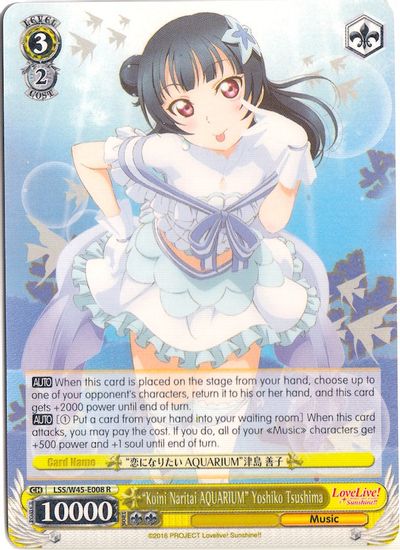 LEVEL
3
2
COST
AUTO When this card is placed on the stage from your hand, choose up to
one of your opponent's characters, return it to his or her hand, and this card
gets +2000 power until end of turn.
AUTO [① Put a card from your hand into your waiting room] When this card
attacks, you may pay the cost. If you do, all of your «Music» characters get
+500 power and +1 soul until end of turn.
Card Name
"恋になりたい AQUARIUM"津島 善子
CH LSS/W45-E008 R
"Koini Naritai AQUARIUM" Yoshiko Tsushima
LoveLive!
Sunshine!!
POWER
10000
SOUL
Music
©2016 PROJECT Lovelive! Sunshine!!